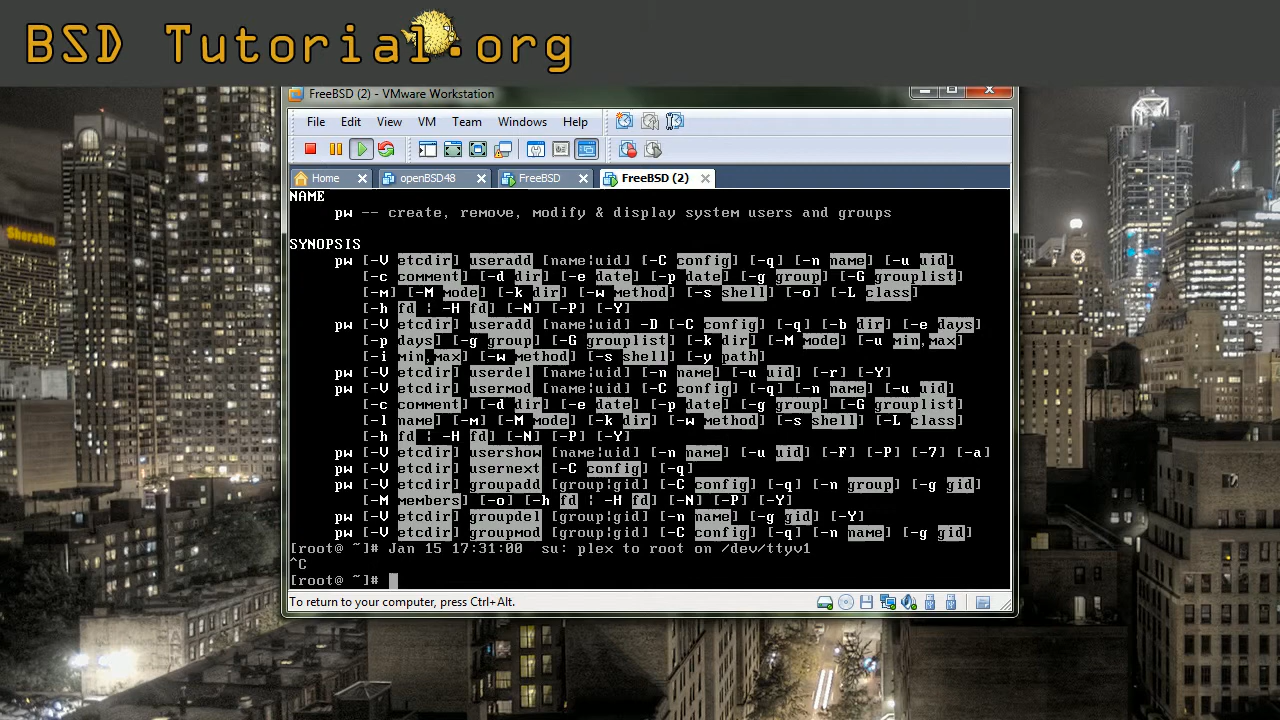 BSD Tutorial.org
FreeBSD (2) - VMware Workstation
File Edit View VM Team Windows Help
Home openBSD48 FreeBSD FreeBSD (2)
NAME
pw -- create, remove, modify & display system users and groups
SYNOPSIS
pw [-V etcdir] useradd [name¦uid] [-C config] [-q] [-n name] [-u uid]
[-c comment] [-d dir] [-e date] [-p date] [-g group] [-G grouplist]
[-m] [-M mode] [-k dir] [-w method] [-s shell] [-o] [-L class]
[-h fd ¦ -H fd] [-N] [-P] [-Y]
pw [-V etcdir] useradd [name¦uid] -D [-C config] [-q] [-b dir] [-e days]
[-p days] [-g group] [-G grouplist] [-k dir] [-M mode] [-u min,max]
[-i min,max] [-w method] [-s shell] [-y path]
pw [-V etcdir] userdel [name¦uid] [-n name] [-u uid] [-r] [-Y]
pw [-V etcdir] usermod [name¦uid] [-C config] [-q] [-n name] [-u uid]
[-c comment] [-d dir] [-e date] [-p date] [-g group] [-G grouplist]
[-l name] [-m] [-M mode] [-k dir] [-w method] [-s shell] [-L class]
[-h fd ¦ -H fd] [-N] [-P] [-Y]
pw [-V etcdir] usershow [name¦uid] [-n name] [-u uid] [-F] [-P] [-7] [-a]
pw [-V etcdir] usernext [-C config] [-q]
pw [-V etcdir] groupadd [group¦gid] [-C config] [-q] [-n group] [-g gid]
[-M members] [-o] [-h fd ¦ -H fd] [-N] [-P] [-Y]
pw [-V etcdir] groupdel [group¦gid] [-n name] [-g gid] [-Y]
pw [-V etcdir] groupmod [group¦gid] [-C config] [-q] [-n name] [-g gid]
[root@ ~]# Jan 15 17:31:00  su: plex to root on /dev/ttyv1
^C
[root@ ~]#
To return to your computer, press Ctrl+Alt.
Sheraton